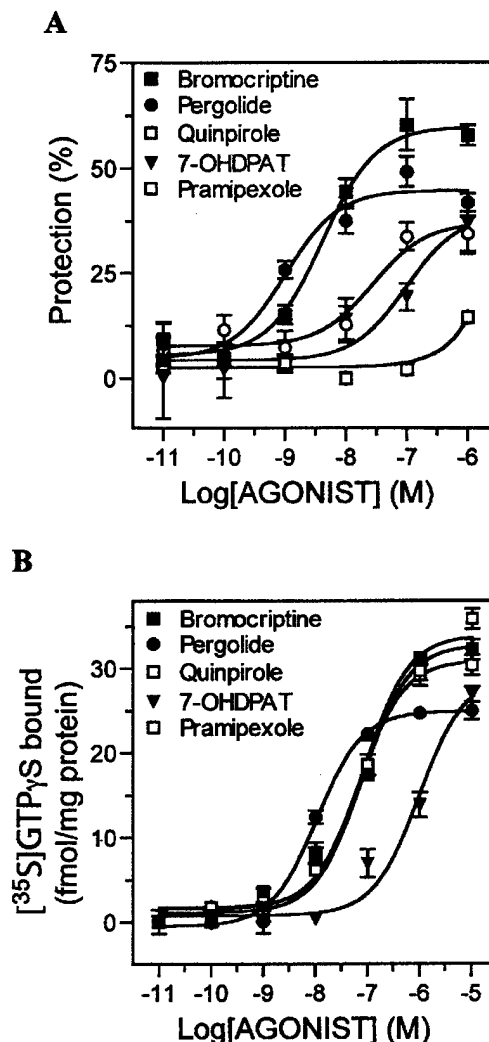 A
75
50
25
0
Protection (%)
Bromocriptine
Pergolide
Quinpirole
7-OHDPAT
Pramipexole
-11 -10 -9 -8 -7 -6
Log[AGONIST] (M)
B
30
20
10
0
[³⁵S]GTPγS bound
(fmol/mg protein)
Bromocriptine
Pergolide
Quinpirole
7-OHDPAT
Pramipexole
-11 -10 -9 -8 -7 -6 -5
Log[AGONIST] (M)